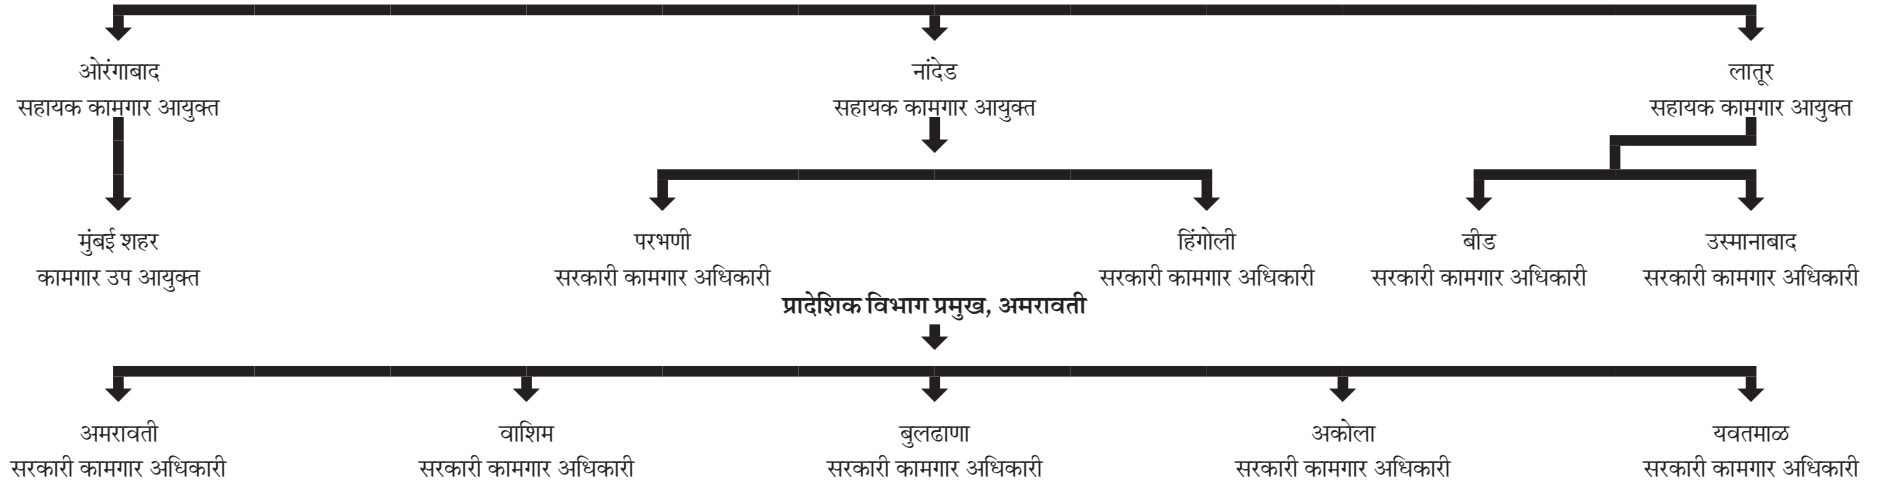 ओरंगाबाद
सहायक कामगार आयुक्त
नांदेड
सहायक कामगार आयुक्त
लातूर
सहायक कामगार आयुक्त
मुंबई शहर
कामगार उप आयुक्त
परभणी
सरकारी कामगार अधिकारी
हिंगोली
सरकारी कामगार अधिकारी
बीड
सरकारी कामगार अधिकारी
उस्मानाबाद
सरकारी कामगार अधिकारी
प्रादेशिक विभाग प्रमुख, अमरावती
अमरावती
सरकारी कामगार अधिकारी
वाशिम
सरकारी कामगार अधिकारी
बुलढाणा
सरकारी कामगार अधिकारी
अकोला
सरकारी कामगार अधिकारी
यवतमाळ
सरकारी कामगार अधिकारी